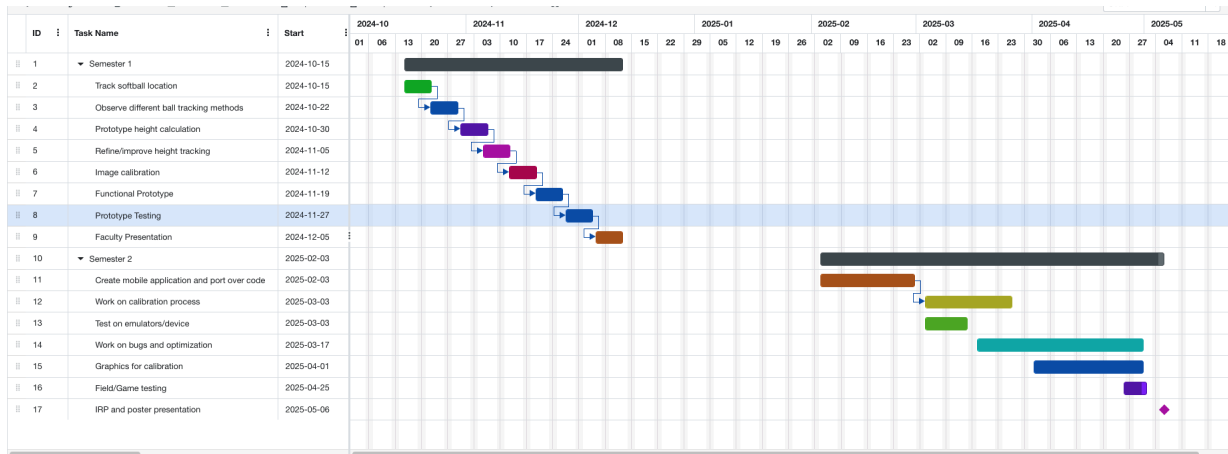 2024-10 2024-11 2024-12 2025-01 2025-02 2025-03 2025-04 2025-05
ID Task Name Start
01 06 13 20 27 03 10 17 24 01 08 15 22 29 05 12 19 26 02 09 16 23 02 09 16 23 30 06 13 20 27 04 11 18
1 Semester 1 2024-10-15
2 Track softball location 2024-10-15
3 Observe different ball tracking methods 2024-10-22
4 Prototype height calculation 2024-10-30
5 Refine/improve height tracking 2024-11-05
6 Image calibration 2024-11-12
7 Functional Prototype 2024-11-19
8 Prototype Testing 2024-11-27
9 Faculty Presentation 2024-12-05
10 Semester 2 2025-02-03
11 Create mobile application and port over code 2025-02-03
12 Work on calibration process 2025-03-03
13 Test on emulators/device 2025-03-03
14 Work on bugs and optimization 2025-03-17
15 Graphics for calibration 2025-04-01
16 Field/Game testing 2025-04-25
17 IRP and poster presentation 2025-05-06